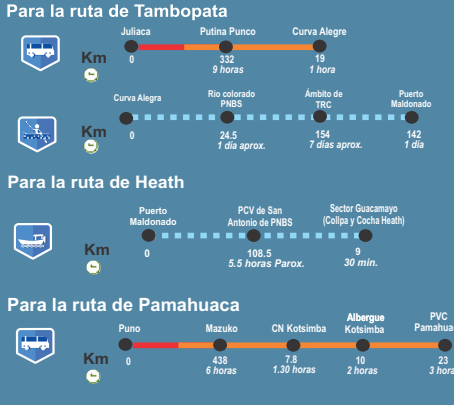 Para la ruta de Tambopata
Juliaca Putina Punco Curva Alegre
Km 0 332 19
9 horas 1 hora
Curva Alegra Río colorado PNBS Ámbito de TRC Puerto Maldonado
Km 0 24.5 154 142
1 día aprox. 7 días aprox. 1 día
Para la ruta de Heath
Puerto Maldonado PCV de San Antonio de PNBS Sector Guacamayo (Collpa y Cocha Heath)
Km 0 108.5 9
5.5 horas Parox. 30 min.
Para la ruta de Pamahuaca
Puno Mazuko CN Kotsimba Albergue Kotsimba PVC Pamahua
Km 0 438 7.8 10 23
6 horas 1.30 horas 2 horas 3 hora